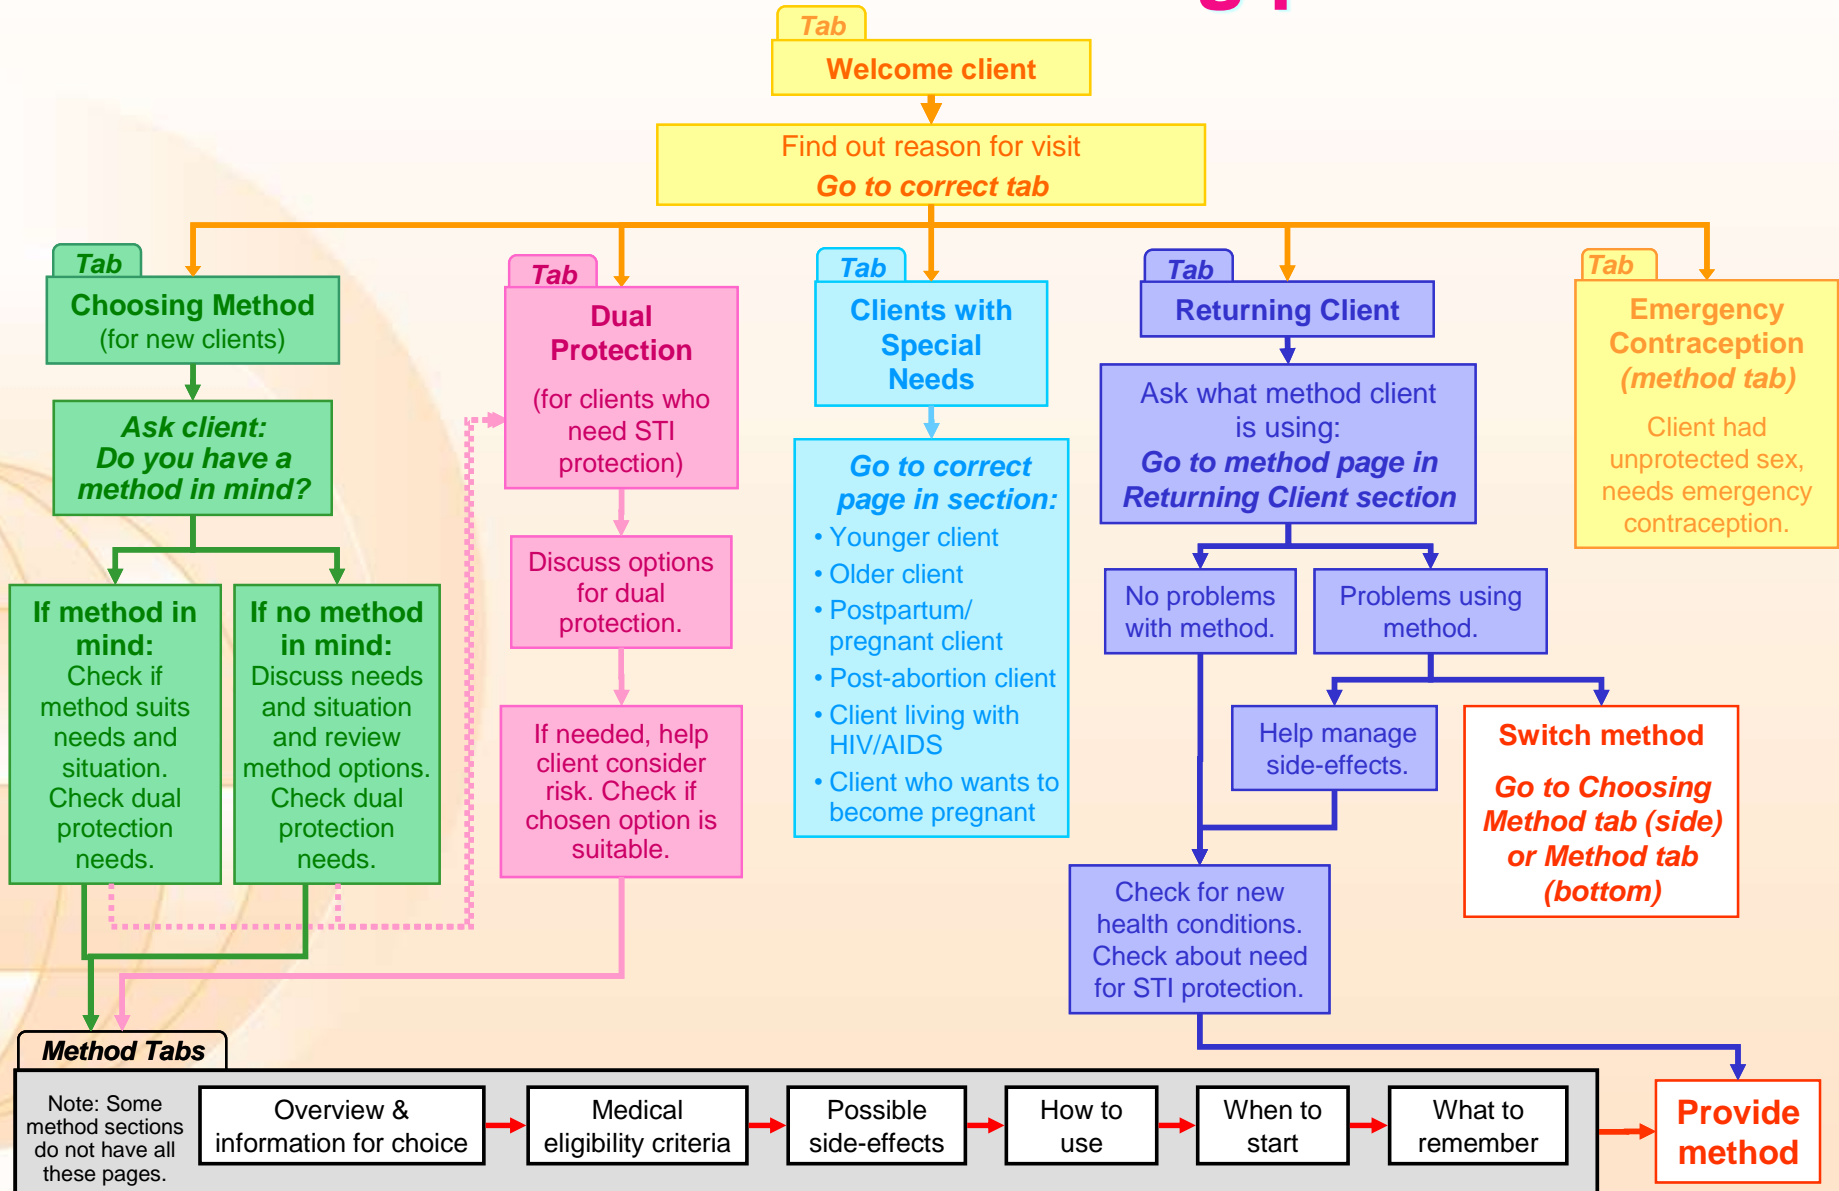 Tab
Welcome client
Find out reason for visit
Go to correct tab
Tab
Choosing Method
(for new clients)
Ask client:
Do you have a
method in mind?
If method in
mind:
Check if
method suits
needs and
situation.
Check dual
protection
needs.
If no method
in mind:
Discuss needs
and situation
and review
method options.
Check dual
protection
needs.
Tab
Dual
Protection
(for clients who
need STI
protection)
Discuss options
for dual
protection.
If needed, help
client consider
risk. Check if
chosen option is
suitable.
Tab
Clients with
Special
Needs
Go to correct
page in section:
• Younger client
• Older client
• Postpartum/
pregnant client
• Post-abortion client
• Client living with
HIV/AIDS
• Client who wants to
become pregnant
Tab
Returning Client
Ask what method client
is using:
Go to method page in
Returning Client section
No problems
with method.
Problems using
method.
Help manage
side-effects.
Switch method
Go to Choosing
Method tab (side)
or Method tab
(bottom)
Check for new
health conditions.
Check about need
for STI protection.
Tab
Emergency
Contraception
(method tab)
Client had
unprotected sex,
needs emergency
contraception.
Method Tabs
Note: Some
method sections
do not have all
these pages.
Overview &
information for choice
Medical
eligibility criteria
Possible
side-effects
How to
use
When to
start
What to
remember
Provide
method